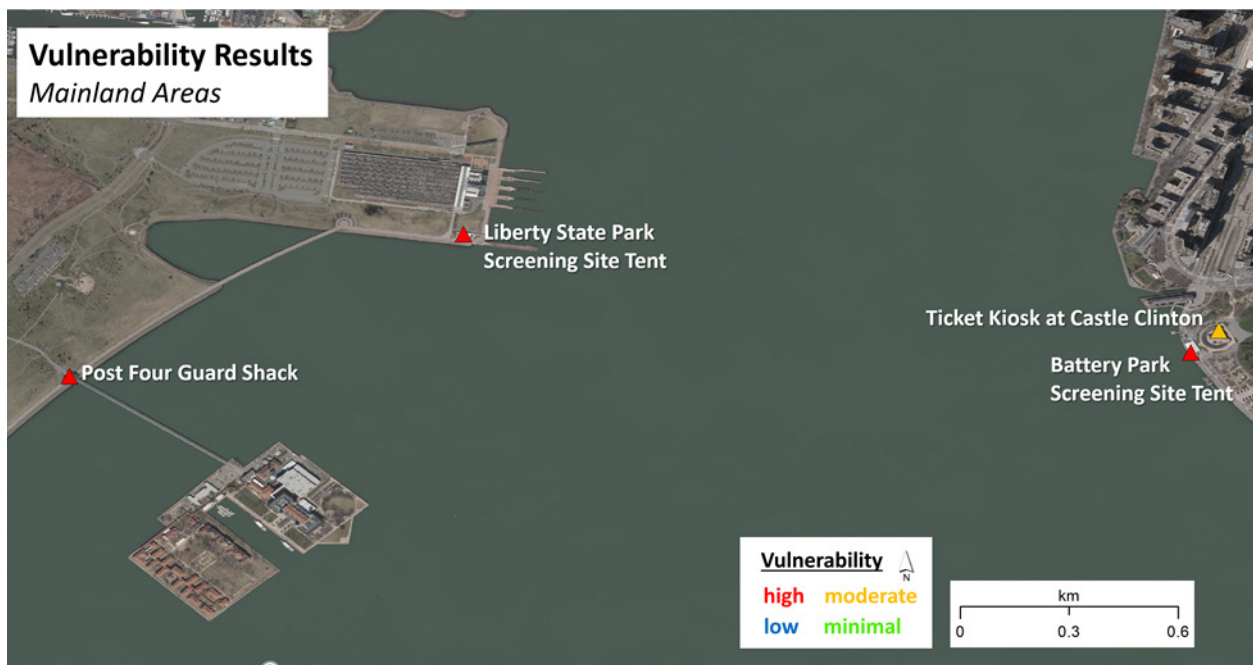 Vulnerability Results
Mainland Areas
Liberty State Park
Screening Site Tent
Ticket Kiosk at Castle Clinton
Battery Park
Screening Site Tent
Post Four Guard Shack
Vulnerability
N
high moderate
low minimal
km
0 0.3 0.6